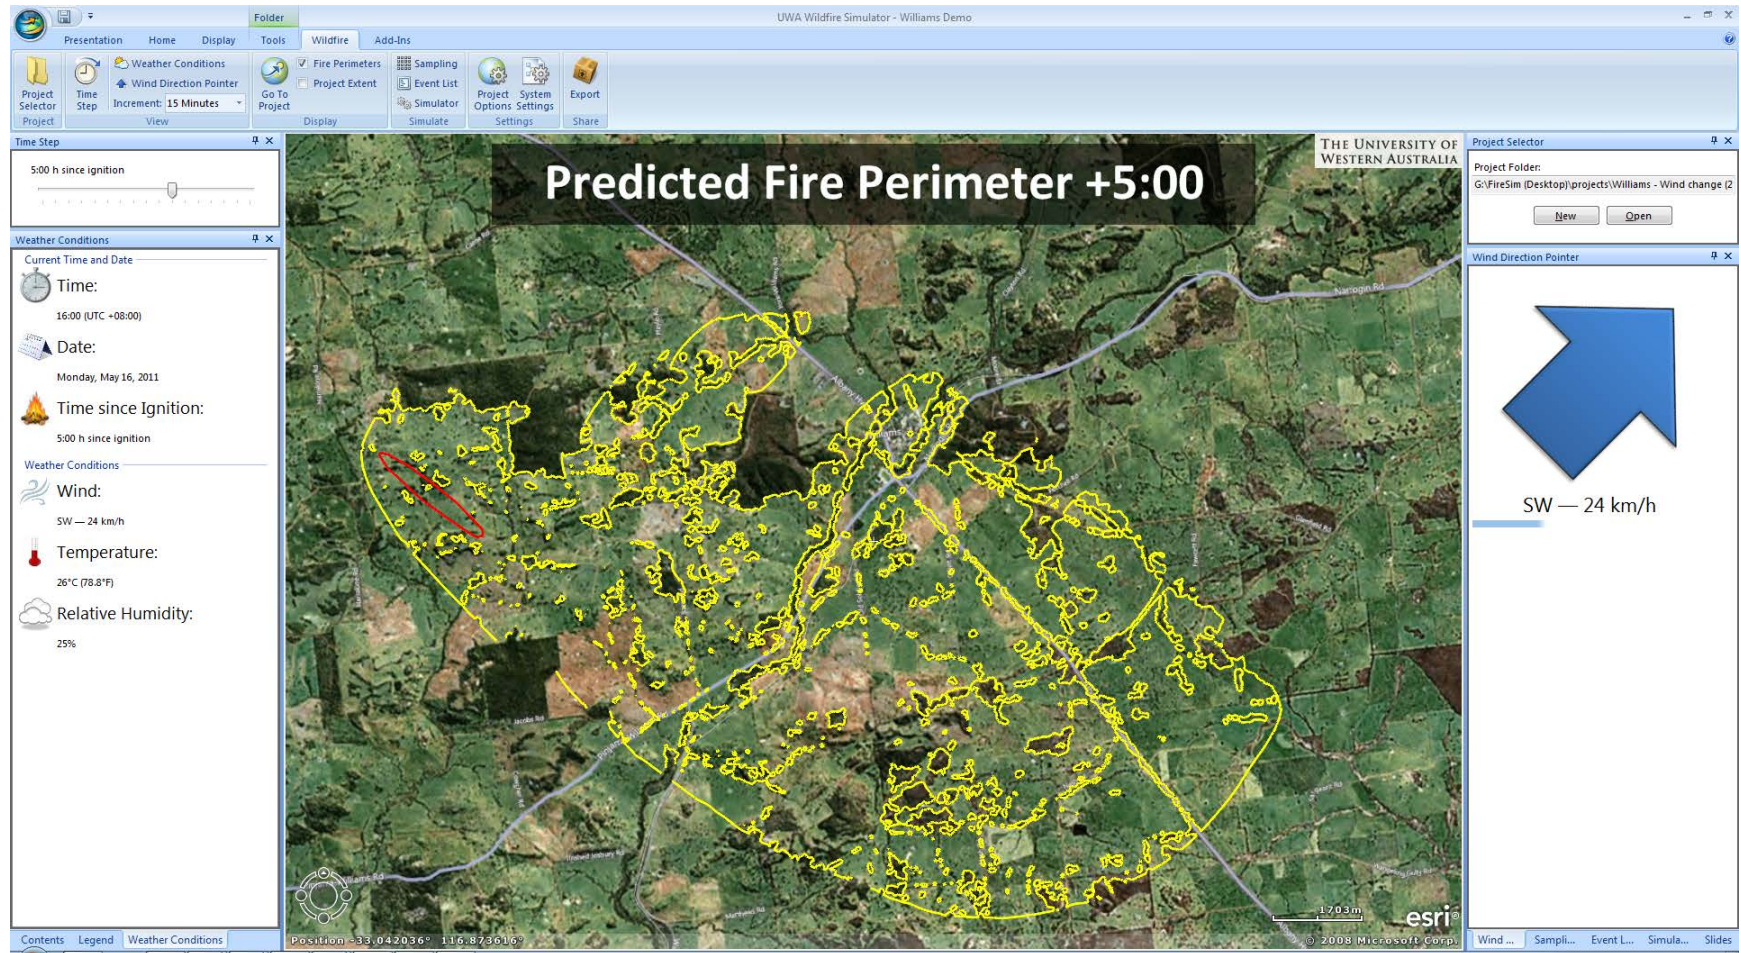 UWA Wildfire Simulator - Williams Demo
Folder
Presentation Home Display Tools Wildfire Add-Ins
Project Selector
Time Step
Weather Conditions
Wind Direction Pointer
Increment: 15 Minutes
Go To Project
Fire Perimeters
Project Extent
Sampling
Event List
Simulator
Project Options
System Settings
Export
Project View Display Simulate Settings Share
Time Step
5:00 h since ignition
Weather Conditions
Current Time and Date
Time:
16:00 (UTC +08:00)
Date:
Monday, May 16, 2011
Time since Ignition:
5:00 h since ignition
Weather Conditions
Wind:
SW — 24 km/h
Temperature:
26°C (78.8°F)
Relative Humidity:
25%
Contents Legend Weather Conditions
Predicted Fire Perimeter +5:00
THE UNIVERSITY OF
WESTERN AUSTRALIA
Narrogin Rd
Jacobs Rd
1703m
esri
Position -33.042036° 116.873616°
© 2008 Microsoft Corp.
Project Selector
Project Folder:
G:\FireSim (Desktop)\projects\Williams - Wind change (2
New Open
Wind Direction Pointer
SW — 24 km/h
Wind ... Sampli... Event L... Simula... Slides